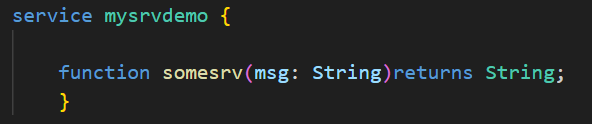 service mysrvdemo {
function somesrv(msg: String)returns String;
}